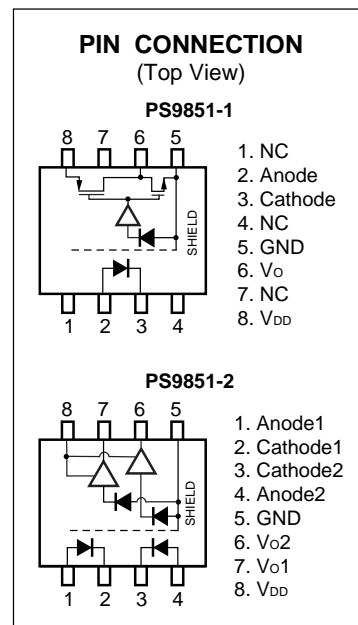 PIN CONNECTION
(Top View)
PS9851-1
8 7 6 5
SHIELD
1 2 3 4
1. NC
2. Anode
3. Cathode
4. NC
5. GND
6. VO
7. NC
8. VDD
PS9851-2
8 7 6 5
SHIELD
1 2 3 4
1. Anode1
2. Cathode1
3. Cathode2
4. Anode2
5. GND
6. VO2
7. VO1
8. VDD